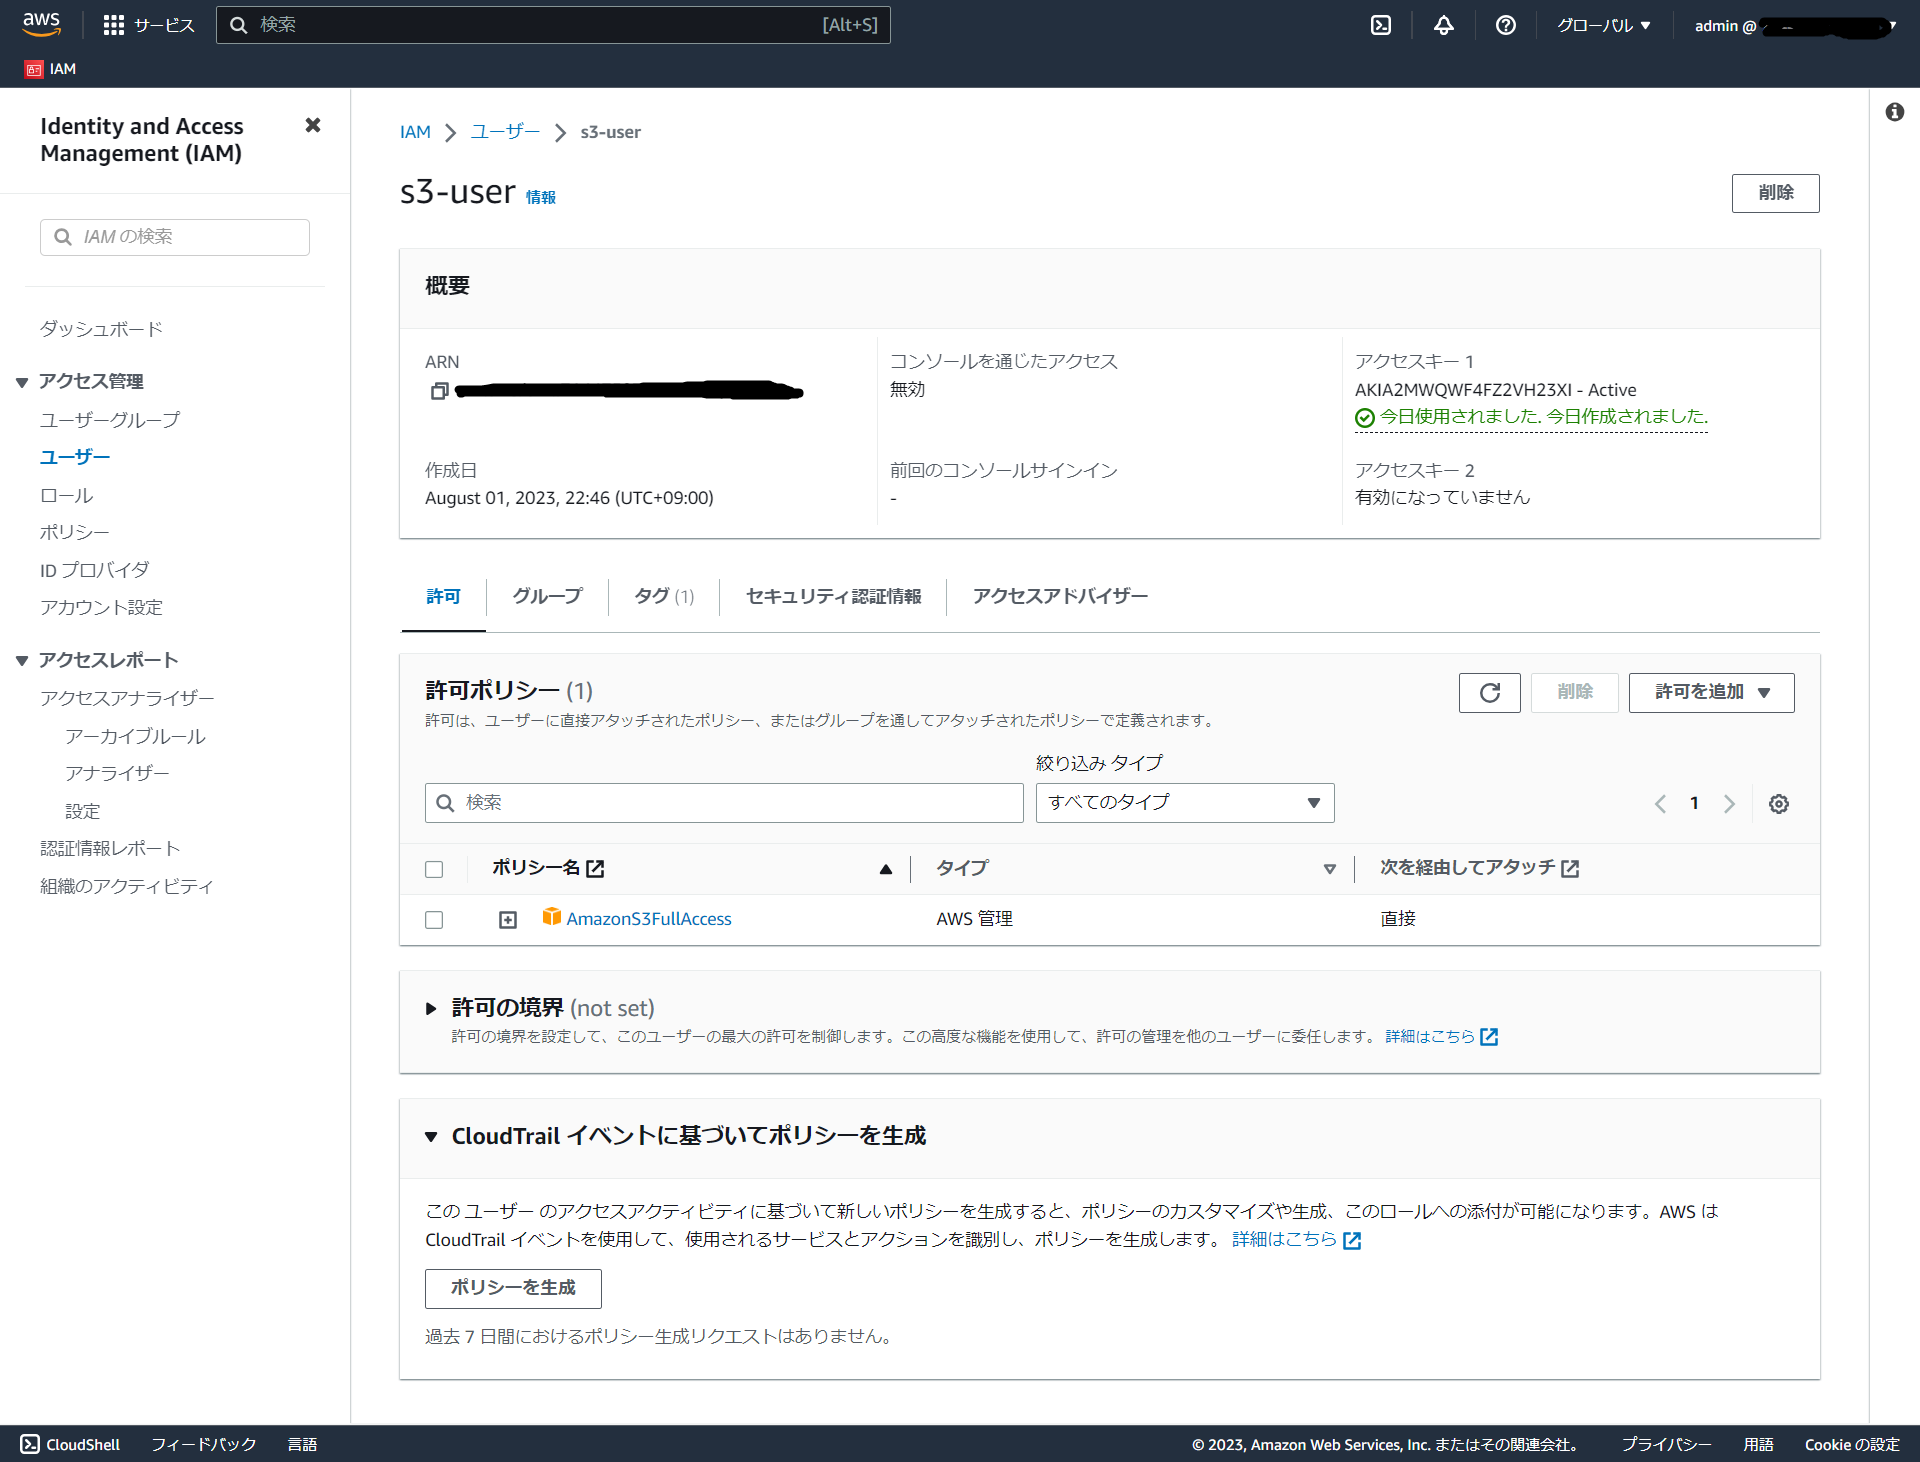 aws
サービス
検索
[Alt+S]
グローバル
admin @
IAM
Identity and Access
Management (IAM)
IAM の検索
ダッシュボード
アクセス管理
ユーザーグループ
ユーザー
ロール
ポリシー
ID プロバイダ
アカウント設定
アクセスレポート
アクセスアナライザー
アーカイブルール
アナライザー
設定
認証情報レポート
組織のアクティビティ
IAM
ユーザー
s3-user
s3-user 情報
削除
概要
ARN
コンソールを通じたアクセス
無効
アクセスキー 1
AKIA2MWQWF4FZ2VH23XI - Active
今日使用されました. 今日作成されました.
作成日
August 01, 2023, 22:46 (UTC+09:00)
前回のコンソールサインイン
-
アクセスキー 2
有効になっていません
許可
グループ
タグ (1)
セキュリティ認証情報
アクセスアドバイザー
許可ポリシー (1)
許可は、ユーザーに直接アタッチされたポリシー、またはグループを通してアタッチされたポリシーで定義されます。
削除
許可を追加
絞り込み タイプ
検索
すべてのタイプ
1
ポリシー名
タイプ
次を経由してアタッチ
AmazonS3FullAccess
AWS 管理
直接
許可の境界 (not set)
許可の境界を設定して、このユーザーの最大の許可を制御します。この高度な機能を使用して、許可の管理を他のユーザーに委任します。 詳細はこちら
CloudTrail イベントに基づいてポリシーを生成
この ユーザー のアクセスアクティビティに基づいて新しいポリシーを生成すると、ポリシーのカスタマイズや生成、このロールへの添付が可能になります。AWS は
CloudTrail イベントを使用して、使用されるサービスとアクションを識別し、ポリシーを生成します。 詳細はこちら
ポリシーを生成
過去 7 日間におけるポリシー生成リクエストはありません。
CloudShell
フィードバック
言語
© 2023, Amazon Web Services, Inc. またはその関連会社。
プライバシー
用語
Cookie の設定